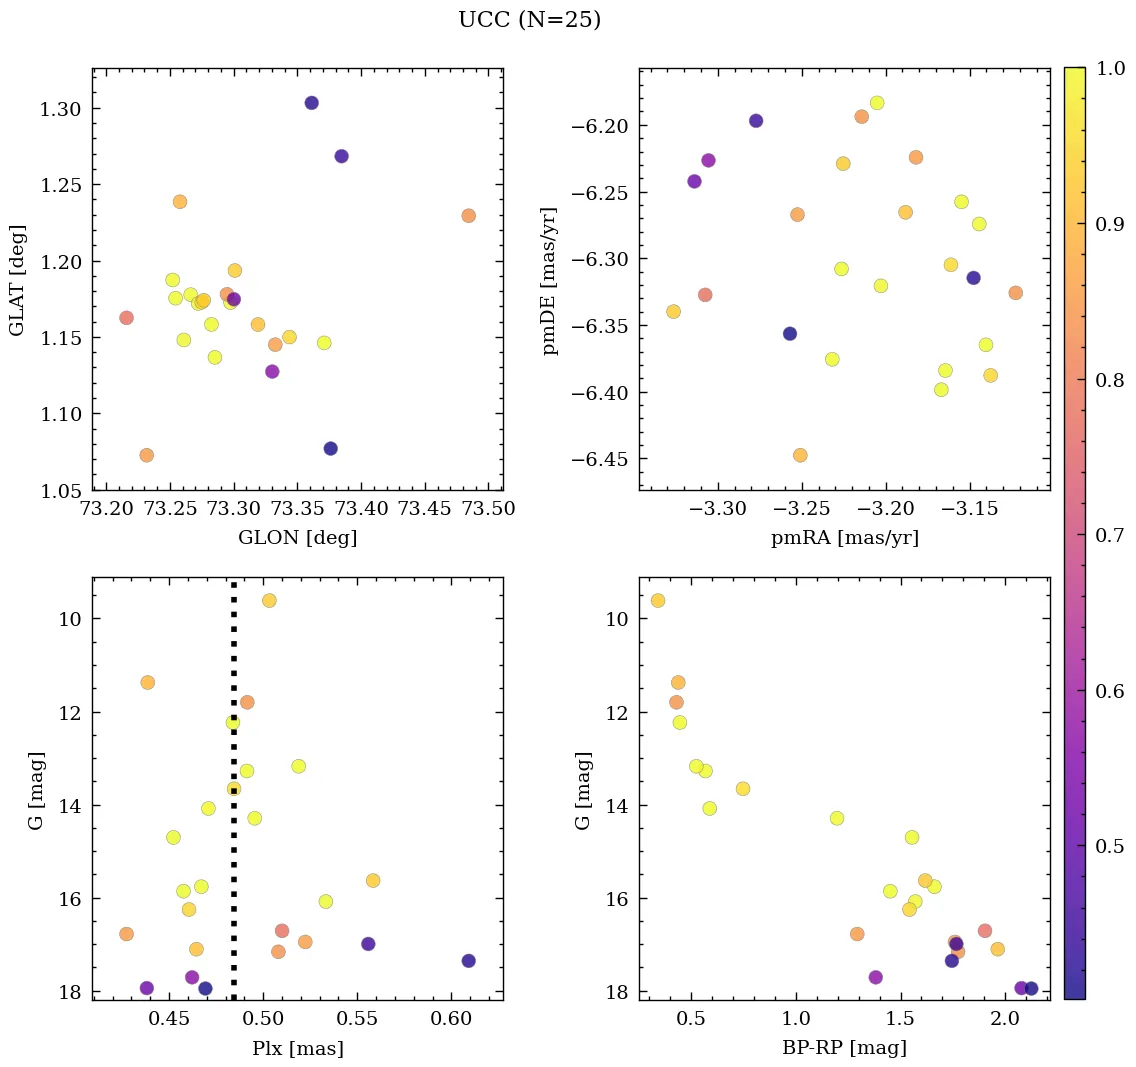 UCC (N=25)
1.30
1.25
1.20
1.15
1.10
1.05
GLAT [deg]
73.20 73.25 73.30 73.35 73.40 73.45 73.50
GLON [deg]
−6.20
−6.25
−6.30
−6.35
−6.40
−6.45
pmDE [mas/yr]
−3.30 −3.25 −3.20 −3.15
pmRA [mas/yr]
1.0
0.9
0.8
0.7
0.6
0.5
10
12
14
16
18
G [mag]
0.45 0.50 0.55 0.60
Plx [mas]
10
12
14
16
18
G [mag]
0.5 1.0 1.5 2.0
BP-RP [mag]